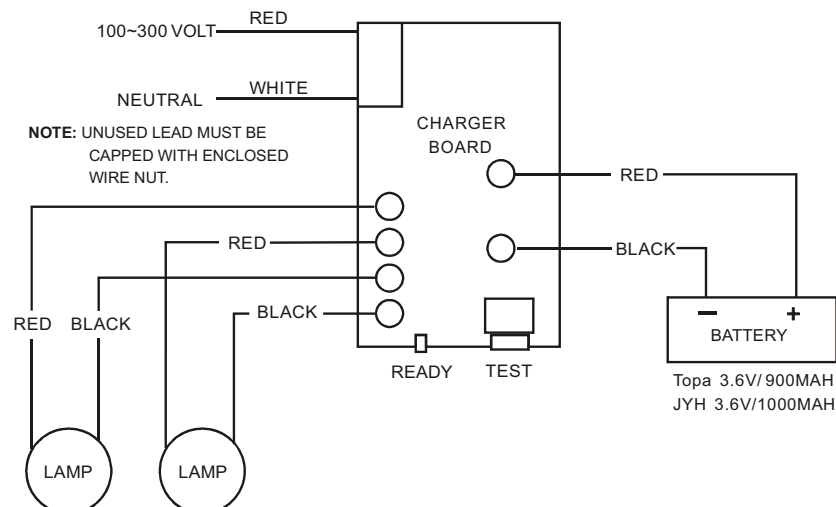 100~300 VOLT
RED
NEUTRAL
WHITE
NOTE: UNUSED LEAD MUST BE
CAPPED WITH ENCLOSED
WIRE NUT.
CHARGER
BOARD
RED
BLACK
RED
BLACK
RED
BLACK
READY
TEST
BATTERY
Topa 3.6V/ 900MAH
JYH 3.6V/1000MAH
LAMP
LAMP